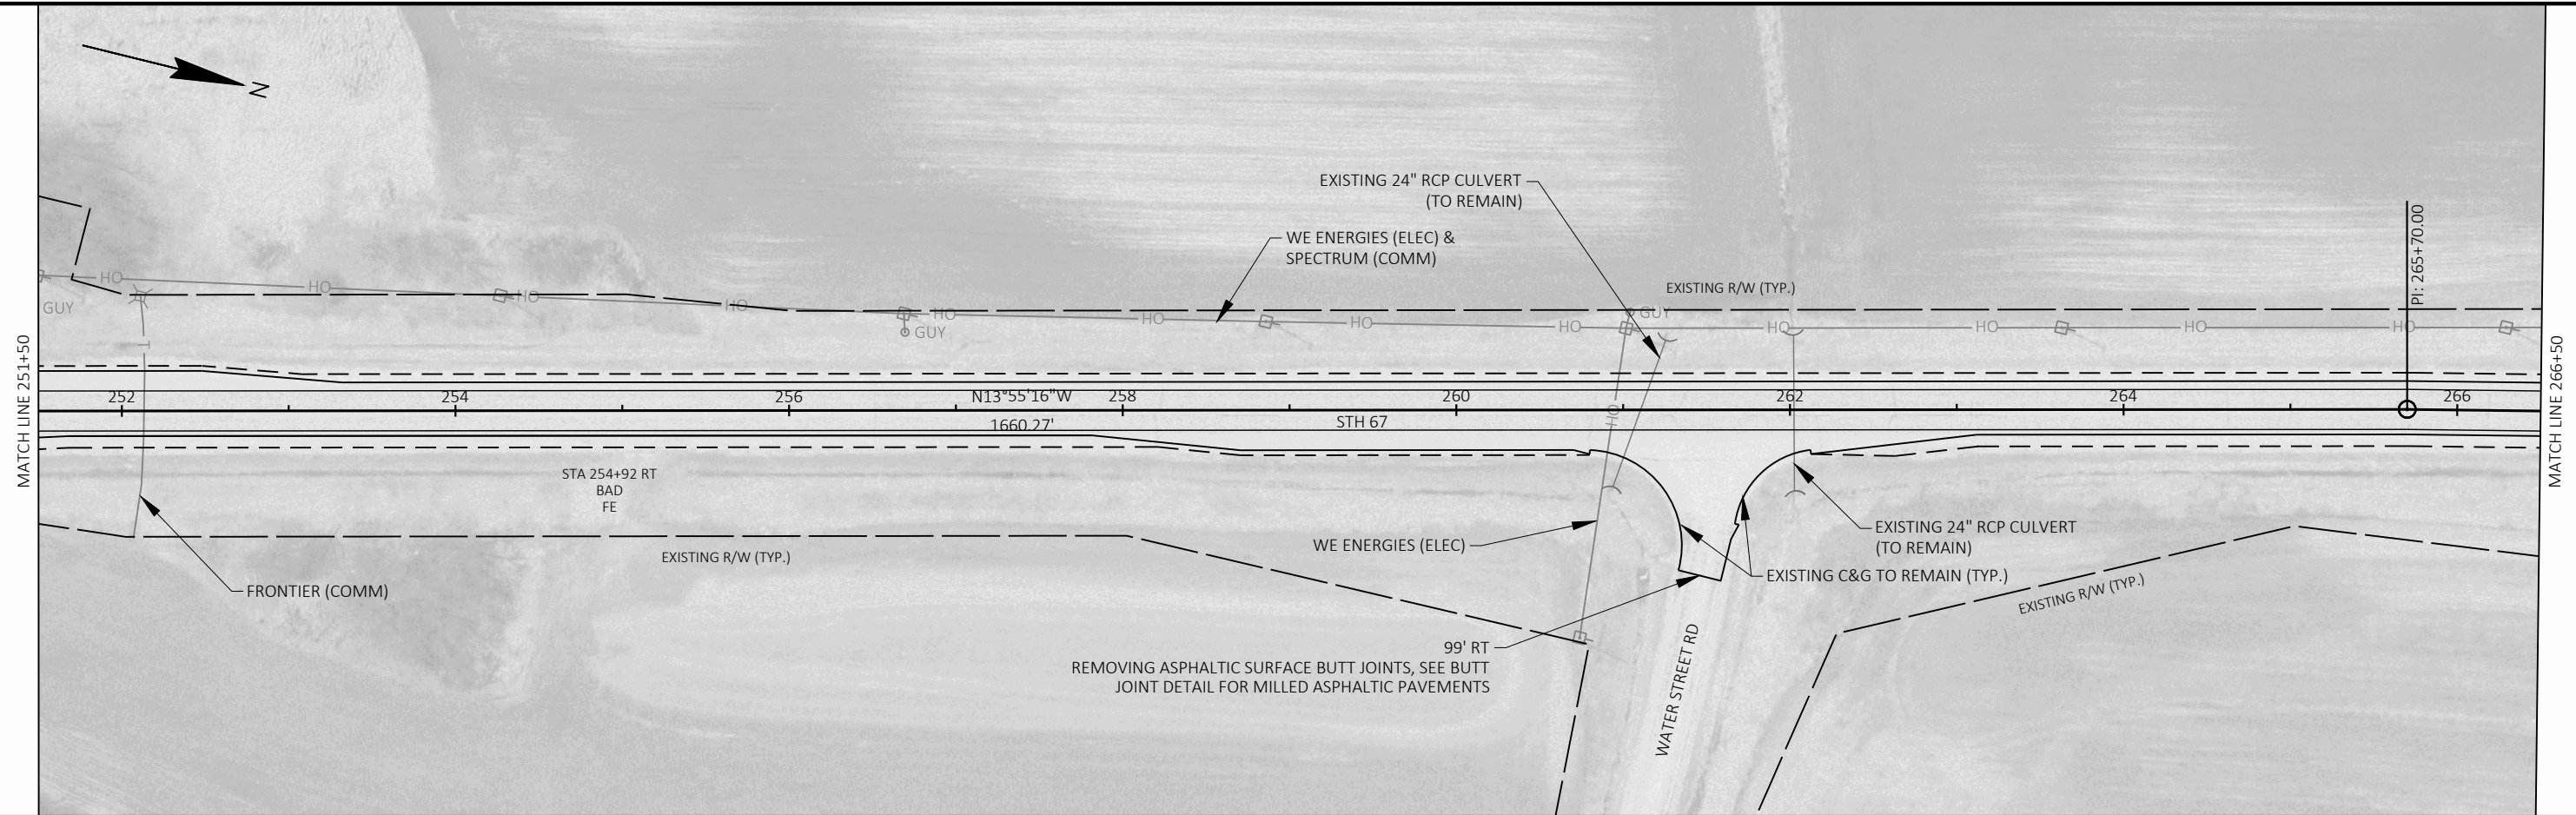 N
EXISTING 24" RCP CULVERT
(TO REMAIN)
WE ENERGIES (ELEC) &
SPECTRUM (COMM)
EXISTING R/W (TYP.)
PI: 265+70.00
HO
HO
HO
HO
HO
HO
HO
HO
HO
HO
HO
HO
GUY
GUY
GUY
T
MATCH LINE 251+50
MATCH LINE 266+50
252
254
256
N13°55'16"W
258
260
262
264
266
1660.27'
STH 67
HO
STA 254+92 RT
BAD
FE
EXISTING R/W (TYP.)
WE ENERGIES (ELEC)
EXISTING 24" RCP CULVERT
(TO REMAIN)
EXISTING C&G TO REMAIN (TYP.)
EXISTING R/W (TYP.)
FRONTIER (COMM)
99' RT
REMOVING ASPHALTIC SURFACE BUTT JOINTS, SEE BUTT
JOINT DETAIL FOR MILLED ASPHALTIC PAVEMENTS
WATER STREET RD